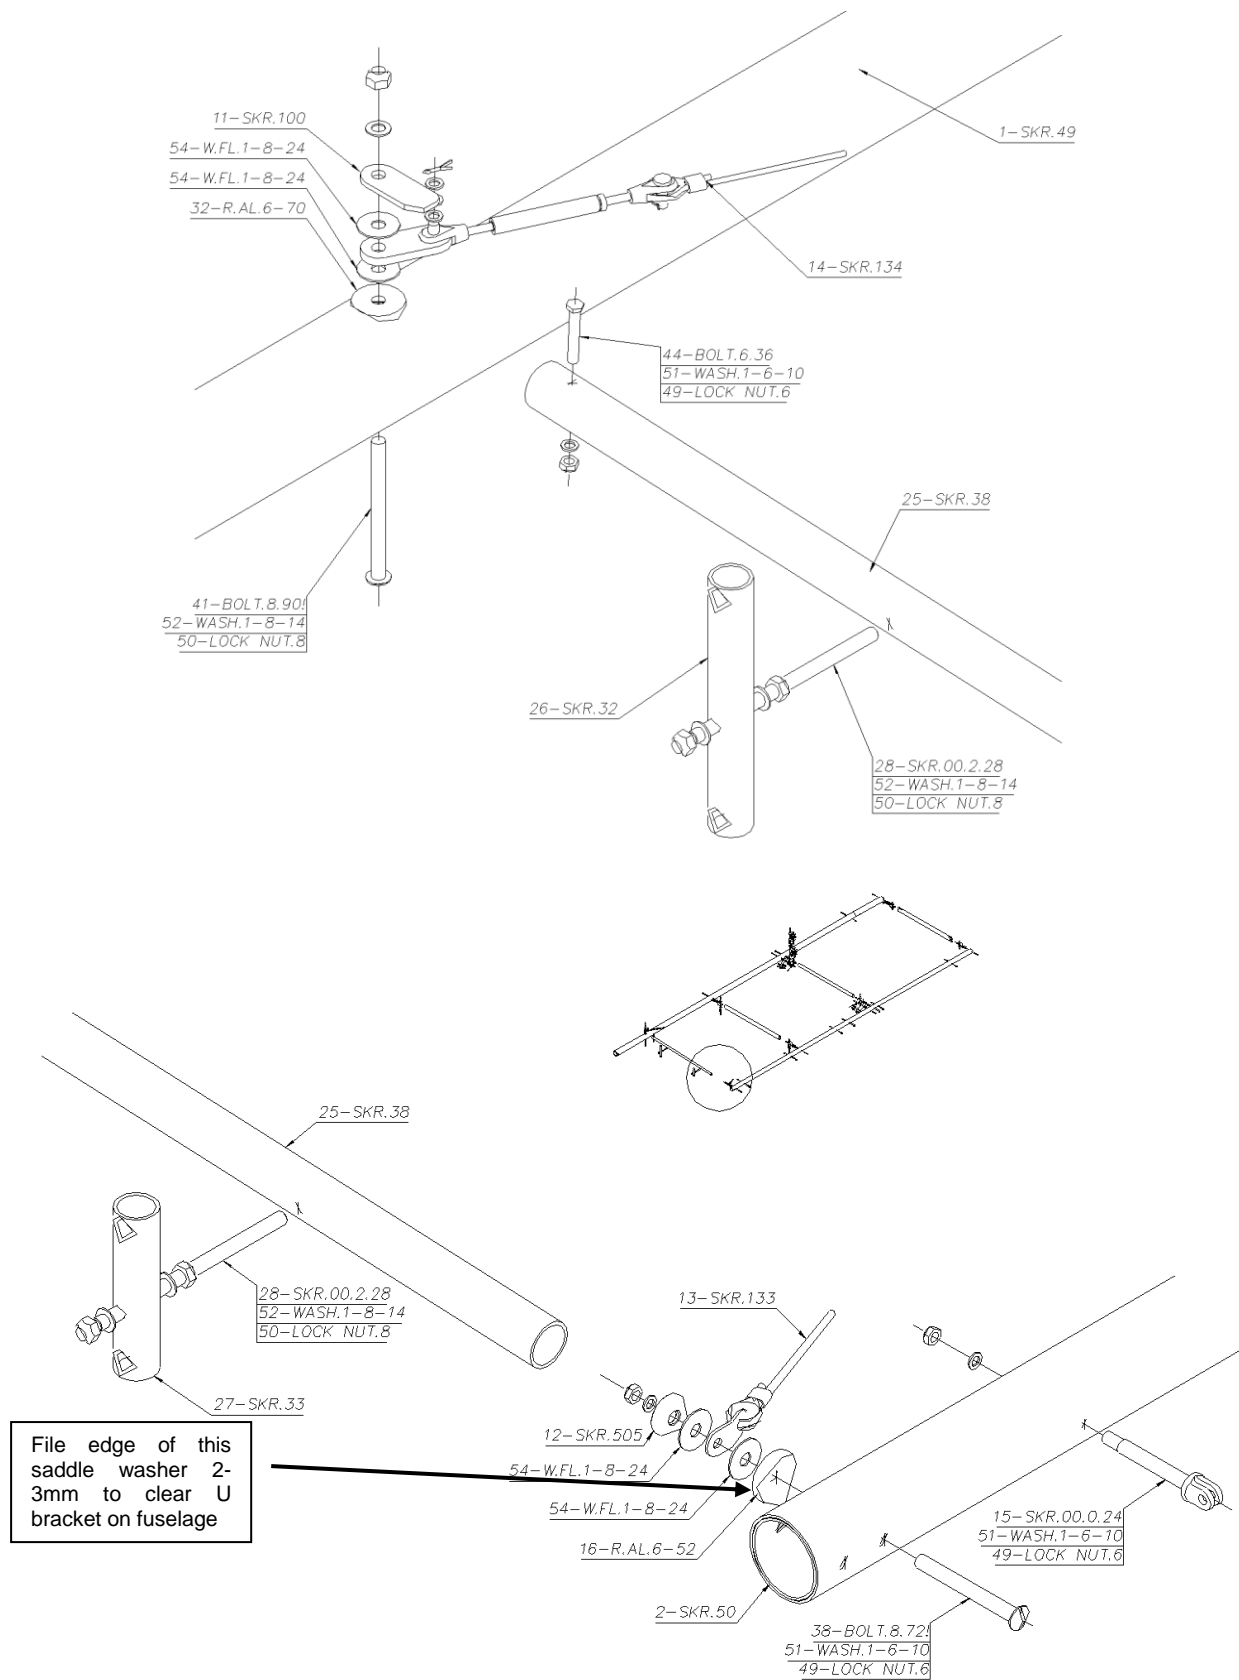 11-SKR.100
54-W.FL.1-8-24
54-W.FL.1-8-24
32-R.AL.6-70
1-SKR.49
14-SKR.134
44-BOLT.6.36
51-WASH.1-6-10
49-LOCK NUT.6
25-SKR.38
41-BOLT.8.90!
52-WASH.1-8-14
50-LOCK NUT.8
26-SKR.32
28-SKR.00.2.28
52-WASH.1-8-14
50-LOCK NUT.8
25-SKR.38
28-SKR.00.2.28
52-WASH.1-8-14
50-LOCK NUT.8
27-SKR.33
13-SKR.133
12-SKR.505
54-W.FL.1-8-24
54-W.FL.1-8-24
16-R.AL.6-52
2-SKR.50
File edge of this
saddle washer 2-
3mm to clear U
bracket on fuselage
15-SKR.00.0.24
51-WASH.1-6-10
49-LOCK NUT.6
38-BOLT.8.72!
51-WASH.1-6-10
49-LOCK NUT.6